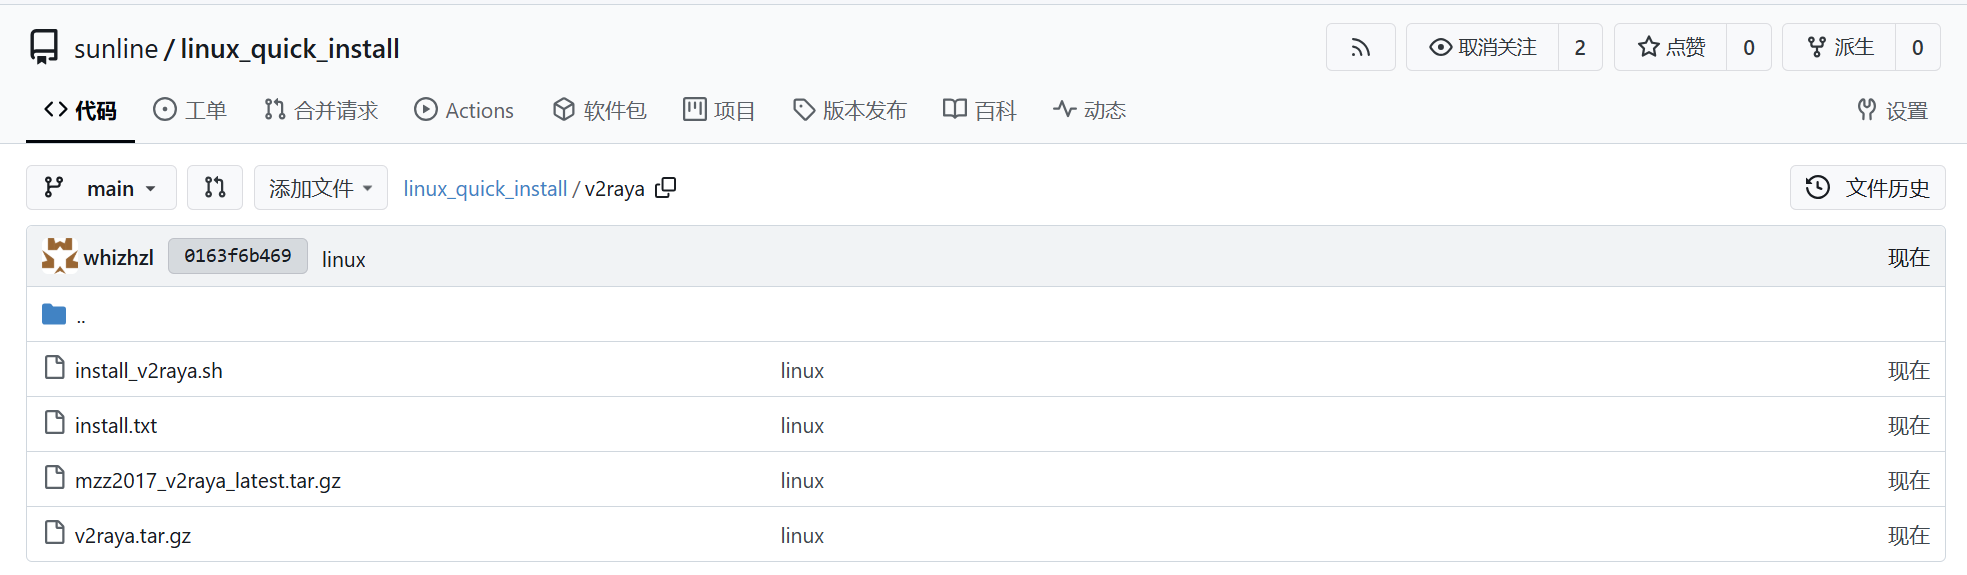 sunline / linux_quick_install 取消关注 2 点赞 0 派生 0
代码 工单 合并请求 Actions 软件包 项目 版本发布 百科 动态 设置
main 添加文件 linux_quick_install / v2raya 文件历史
whizhzl 0163f6b469 linux 现在
..
install_v2raya.sh linux 现在
install.txt linux 现在
mzz2017_v2raya_latest.tar.gz linux 现在
v2raya.tar.gz linux 现在